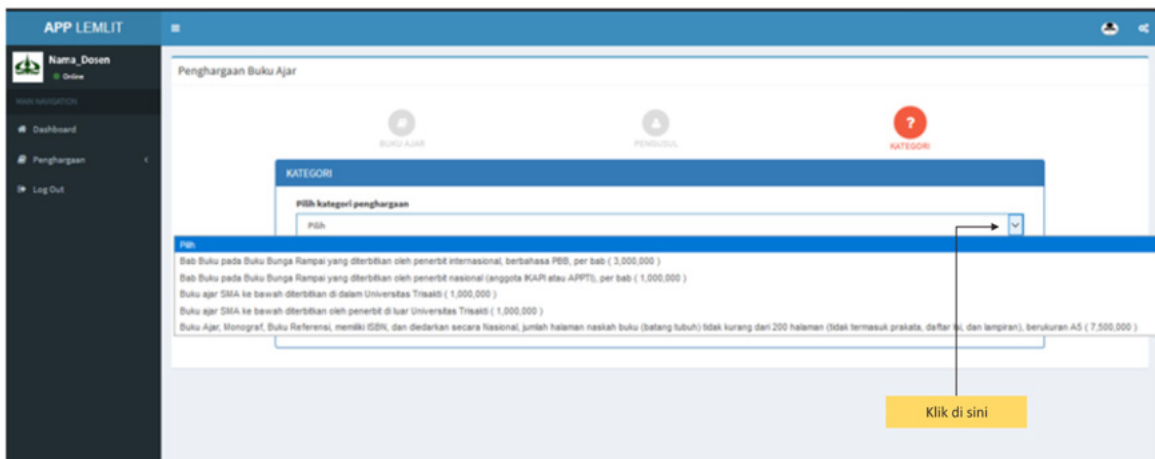 APP LEMLIT
Nama_Dosen
Online
MAIN NAVIGATION
Dashboard
Penghargaan
Log Out
Penghargaan Buku Ajar
BUKU AJAR
PENGUSUL
?
KATEGORI
KATEGORI
Pilih kategori penghargaan
Pilih
Pilih
Bab Buku pada Buku Bunga Rampai yang diterbitkan oleh penerbit internasional, berbahasa PBB, per bab ( 3,000,000 )
Bab Buku pada Buku Bunga Rampai yang diterbitkan oleh penerbit nasional (anggota IKAPI atau APPTI), per bab ( 1,000,000 )
Buku ajar SMA ke bawah diterbitkan di dalam Universitas Trisakti ( 1,000,000 )
Buku ajar SMA ke bawah diterbitkan oleh penerbit di luar Universitas Trisakti ( 1,000,000 )
Buku Ajar, Monograf, Buku Referensi, memiliki ISBN, dan diedarkan secara Nasional, jumlah halaman naskah buku (batang tubuh) tidak kurang dari 200 halaman (tidak termasuk prakata, daftar isi, dan lampiran), berukuran A5 ( 7,500,000 )
Klik di sini